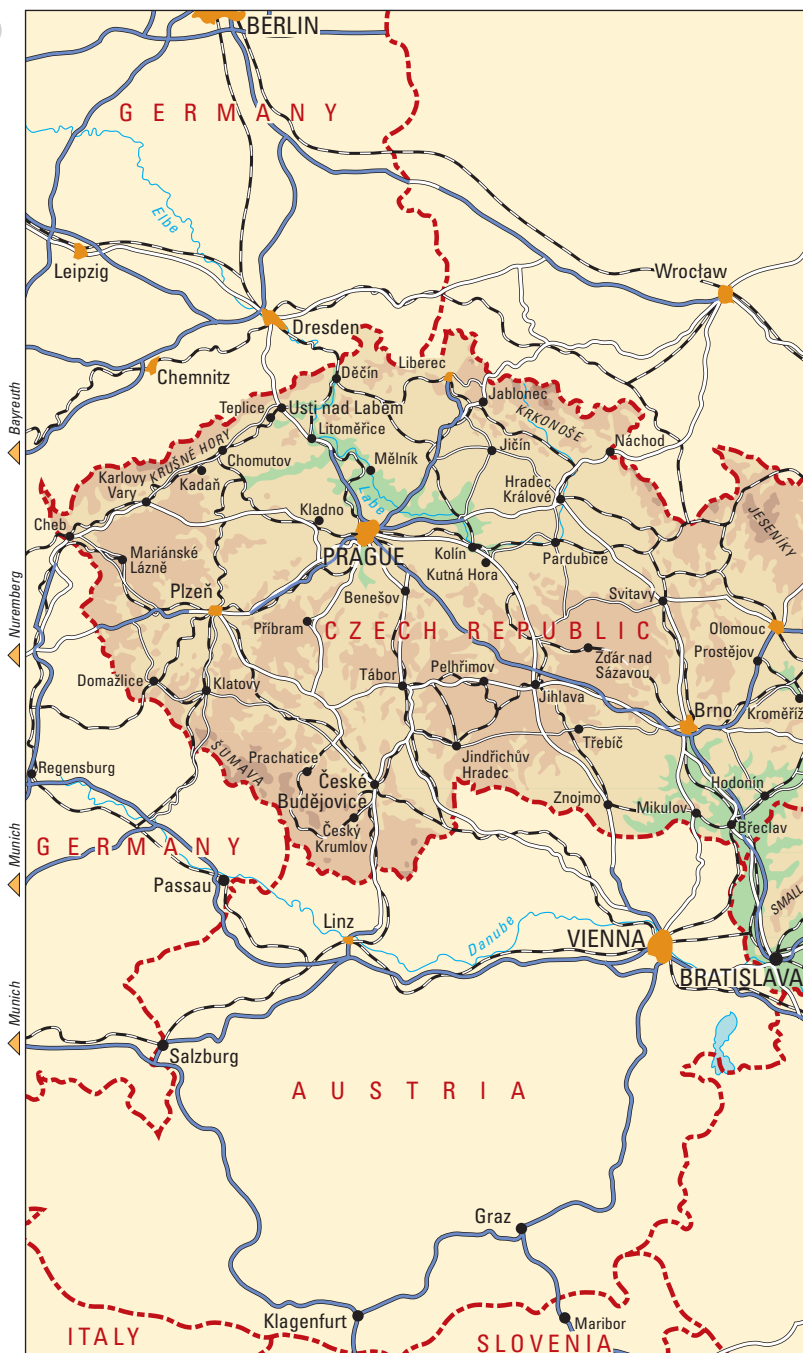 BERLIN
GERMANY
Elbe
Leipzig
Wrocław
Dresden
Chemnitz
Liberec
Děčín
Bayreuth
Jablonec
Teplice
Usti nad Labem
KRKONOŠE
Litoměřice
Jičín
Náchod
KRUŠNÉ HORY
Chomutov
Mělník
Karlovy
Vary
Kadaň
Hradec
Králové
Labe
JESENÍKY
Kladno
Cheb
PRAGUE
Kolín
Pardubice
Mariánské
Lázně
Kutná Hora
Plzeň
Benešov
Svitavy
Nuremberg
Příbram
CZECH REPUBLIC
Olomouc
Žďár nad
Sázavou
Prostějov
Domažlice
Klatovy
Tábor
Pelhřimov
Jihlava
Brno
Kroměříž
Třebíč
ŠUMAVA
Prachatice
Jindřichův
Hradec
Regensburg
České
Budějovice
Hodonín
Znojmo
Mikulov
Český
Krumlov
Břeclav
Munich
GERMANY
Passau
SMALL
Linz
Danube
VIENNA
BRATISLAVA
Munich
Salzburg
AUSTRIA
Graz
Klagenfurt
Maribor
ITALY
SLOVENIA